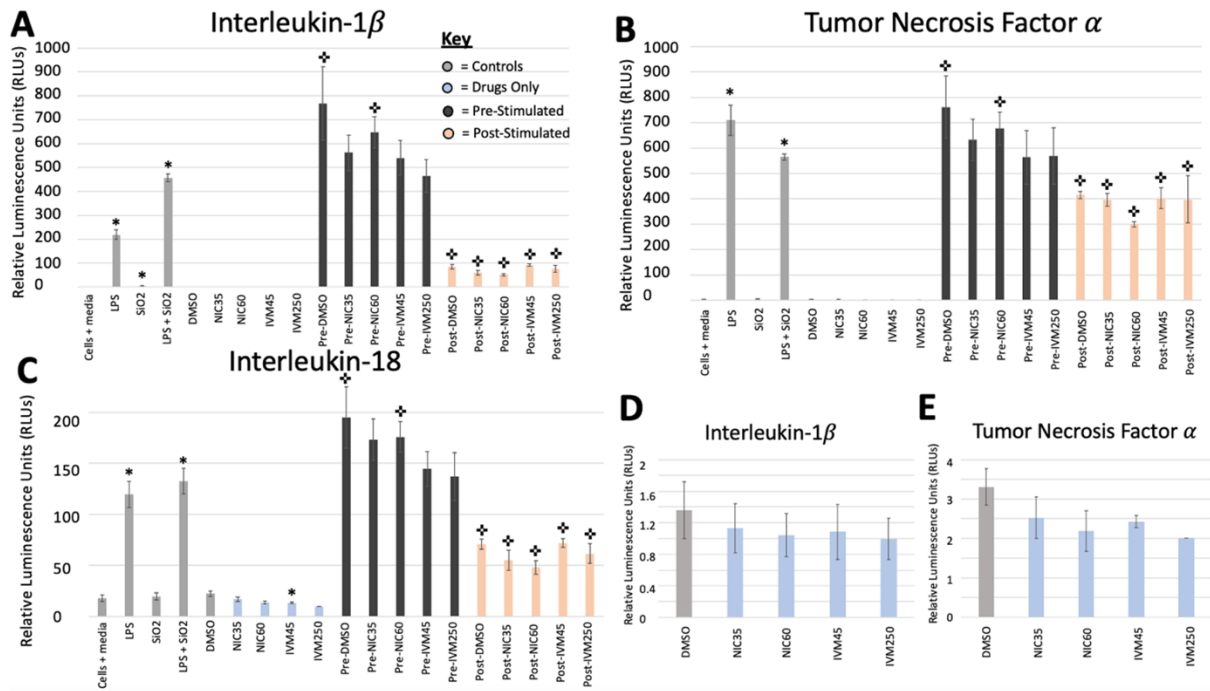 A
Interleukin-1β
Relative Luminescence Units (RLUs)
1000
900
800
700
600
500
400
300
200
100
0
Key
= Controls
= Drugs Only
= Pre-Stimulated
= Post-Stimulated
*
*
*
Cells + media
LPS
SiO2
LPS + SiO2
DMSO
NIC35
NIC60
IVM45
IVM250
Pre-DMSO
Pre-NIC35
Pre-NIC60
Pre-IVM45
Pre-IVM250
Post-DMSO
Post-NIC35
Post-NIC60
Post-IVM45
Post-IVM250
B
Tumor Necrosis Factor α
Relative Luminescence Units (RLUs)
1000
900
800
700
600
500
400
300
200
100
0
*
*
Cells + media
LPS
SiO2
LPS + SiO2
DMSO
NIC35
NIC60
IVM45
IVM250
Pre-DMSO
Pre-NIC35
Pre-NIC60
Pre-IVM45
Pre-IVM250
Post-DMSO
Post-NIC35
Post-NIC60
Post-IVM45
Post-IVM250
C
Interleukin-18
Relative Luminescence Units (RLUs)
200
150
100
50
0
*
*
*
Cells + media
LPS
SiO2
LPS + SiO2
DMSO
NIC35
NIC60
IVM45
IVM250
Pre-DMSO
Pre-NIC35
Pre-NIC60
Pre-IVM45
Pre-IVM250
Post-DMSO
Post-NIC35
Post-NIC60
Post-IVM45
Post-IVM250
D
Interleukin-1β
Relative Luminescence Units (RLUs)
2
1.6
1.2
0.8
0.4
0
DMSO
NIC35
NIC60
IVM45
IVM250
E
Tumor Necrosis Factor α
Relative Luminescence Units (RLUs)
4
3
2
1
0
DMSO
NIC35
NIC60
IVM45
IVM250